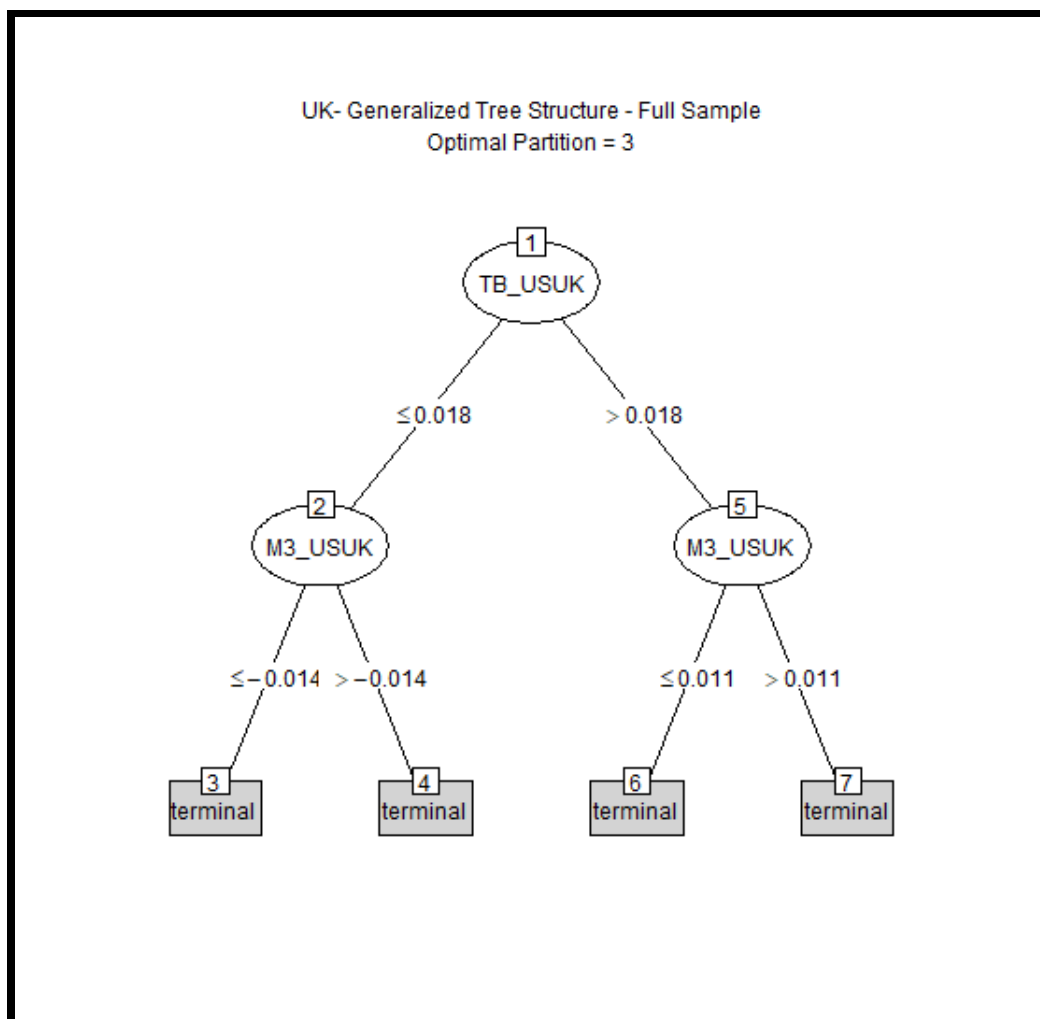 UK- Generalized Tree Structure - Full Sample
Optimal Partition = 3
1
TB_USUK
≤0.018
> 0.018
2
M3_USUK
5
M3_USUK
≤−0.014
> −0.014
≤0.011
> 0.011
3
terminal
4
terminal
6
terminal
7
terminal